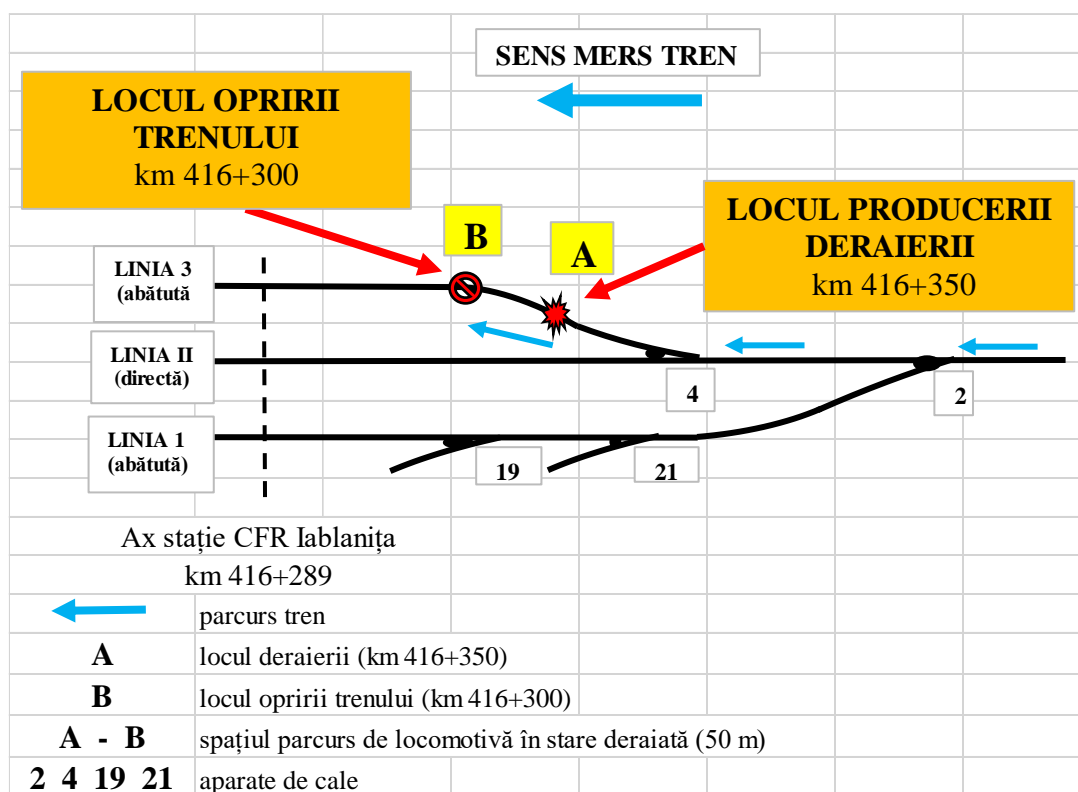 SENS MERS TREN
LOCUL OPRIRII
TRENULUI
km 416+300
LOCUL PRODUCERII
DERAIERII
km 416+350
B
A
LINIA 3
(abătută
LINIA II
(directă)
4
2
LINIA 1
(abătută)
19
21
Ax stație CFR Iablanița
km 416+289
parcurs tren
A locul deraierii (km 416+350)
B locul opririi trenului (km 416+300)
A - B spațiul parcurs de locomotivă în stare deraiată (50 m)
2 4 19 21 aparate de cale